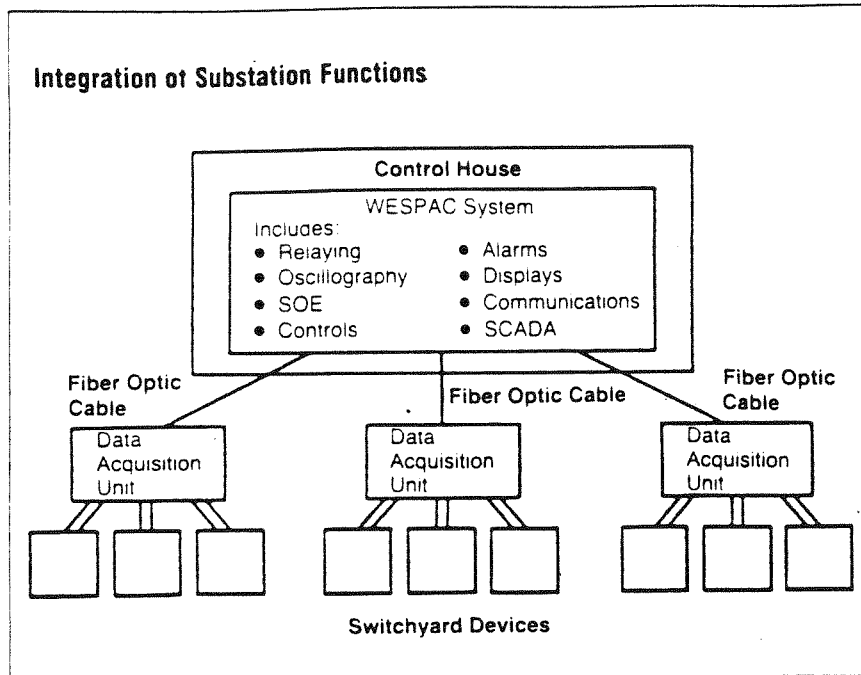 Integration of Substation Functions
Control House
WESPAC System
Includes:
• Relaying
• Oscillography
• SOE
• Controls
• Alarms
• Displays
• Communications
• SCADA
Fiber Optic
Cable
Fiber Optic Cable
Fiber Optic
Cable
Data
Acquisition
Unit
Data
Acquisition
Unit
Data
Acquisition
Unit
Switchyard Devices